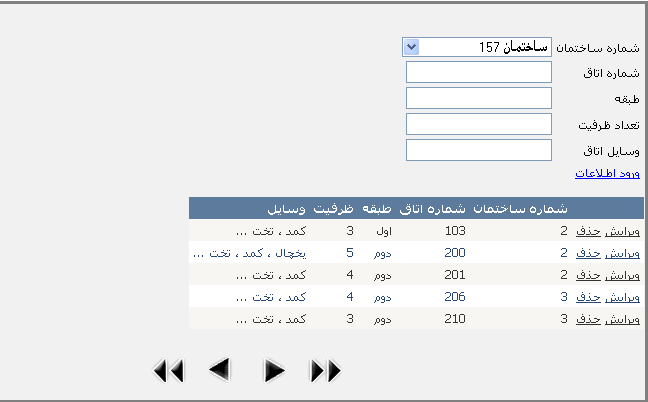 شماره ساختمان ساختمان 157
شماره اتاق
طبقه
تعداد ظرفیت
وسایل اتاق
ورود اطلاعات
شماره ساختمان شماره اتاق طبقه ظرفیت وسایل
ویرایش حذف 2 103 اول 3 کمد ، تخت ...
ویرایش حذف 2 200 دوم 5 یخچال ، کمد ، تخت ...
ویرایش حذف 2 201 دوم 4 کمد ، تخت ...
ویرایش حذف 3 206 دوم 4 کمد ، تخت ...
ویرایش حذف 3 210 دوم 3 کمد ، تخت ...